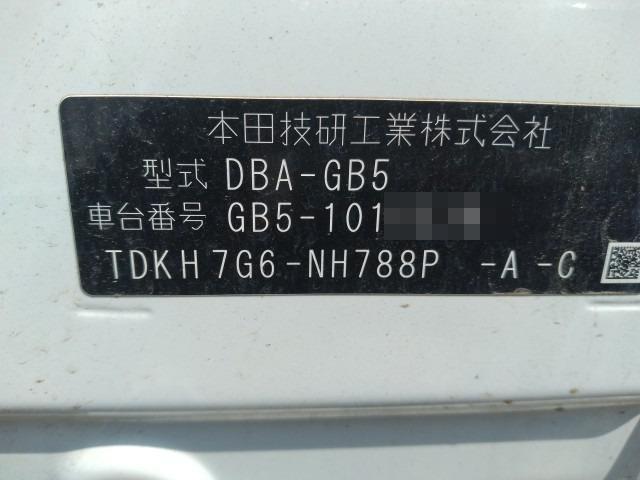 本田技研工業株式会社
型式 DBA-GB5
車台番号 GB5-101
TDKH7G6-NH788P -A-C